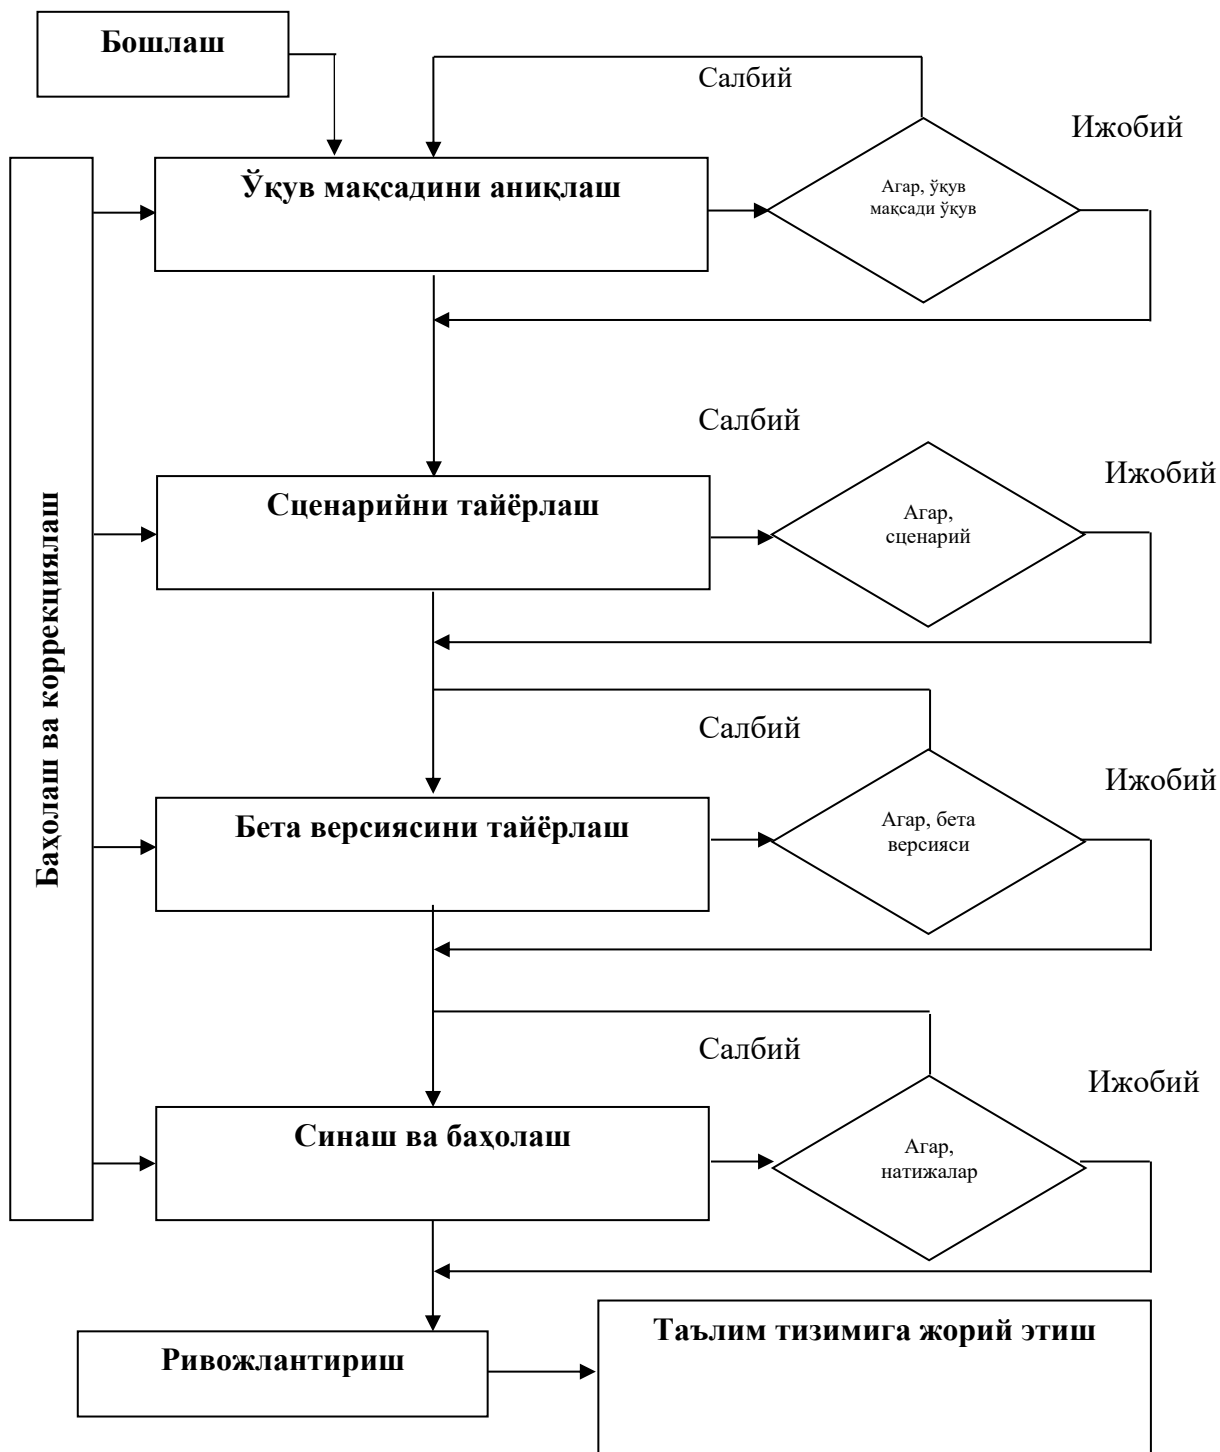 Бошлаш
Салбий
Ижобий
Ўқув мақсадини аниқлаш
Агар, ўқув
мақсади ўқув
Салбий
Ижобий
Сценарийни тайёрлаш
Агар,
сценарий
Баҳолаш ва коррекциялаш
Салбий
Ижобий
Бета версиясини тайёрлаш
Агар, бета
версияси
Салбий
Ижобий
Синаш ва баҳолаш
Агар,
натижалар
Таълим тизимига жорий этиш
Ривожлантириш